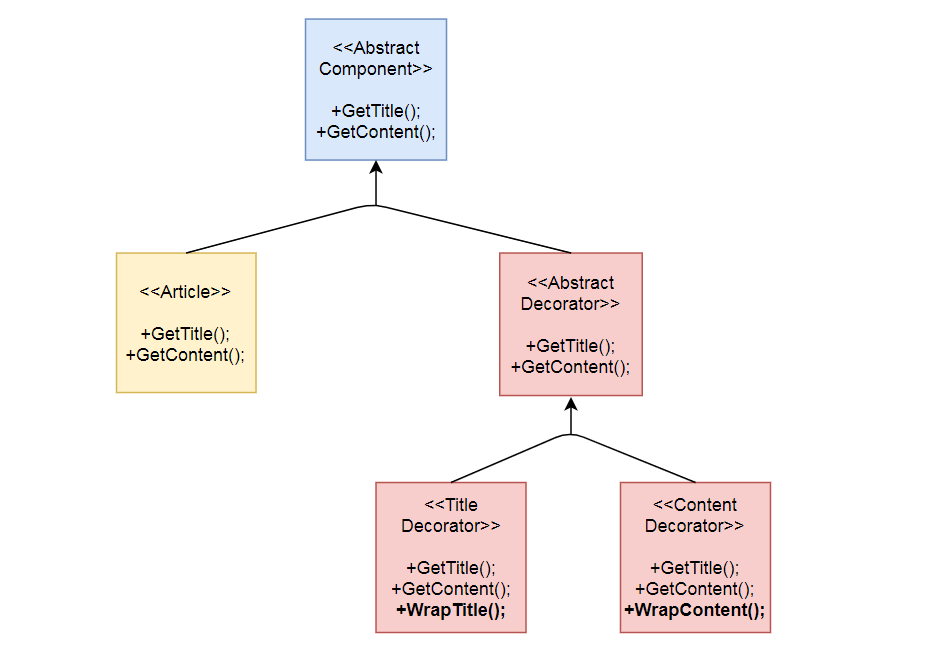 <<Abstract
Component>>
+GetTitle();
+GetContent();
<<Article>>
+GetTitle();
+GetContent();
<<Abstract
Decorator>>
+GetTitle();
+GetContent();
<<Title
Decorator>>
+GetTitle();
+GetContent();
+WrapTitle();
<<Content
Decorator>>
+GetTitle();
+GetContent();
+WrapContent();